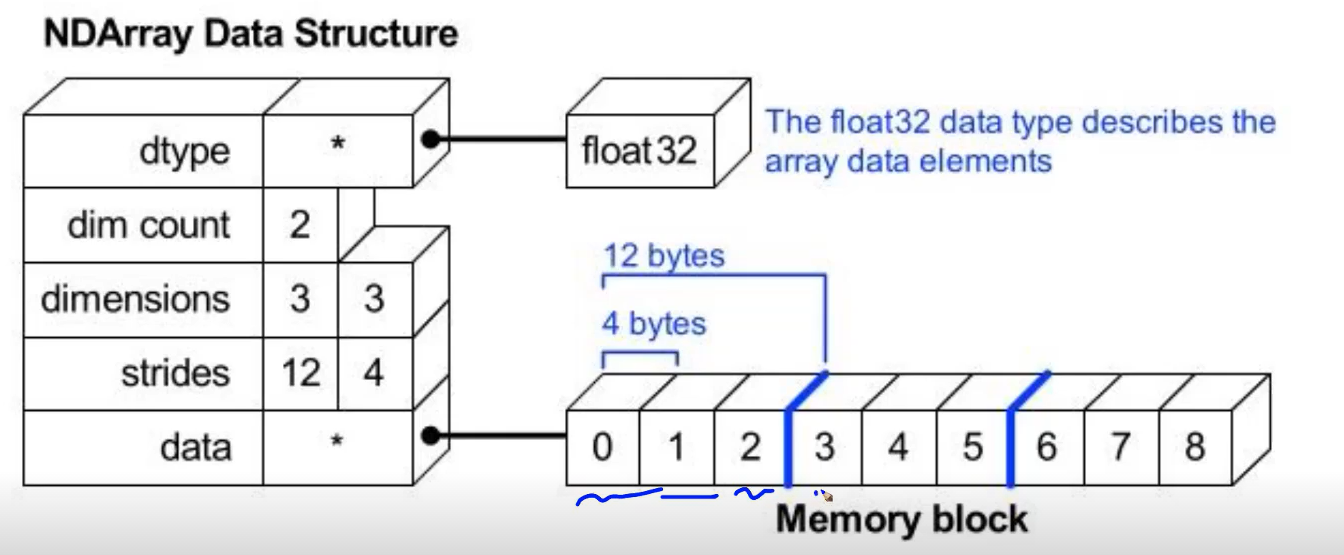 NDArray Data Structure
dtype * float32 The float32 data type describes the
array data elements
dim count 2
12 bytes
dimensions 3 3
4 bytes
strides 12 4
data * 0 1 2 3 4 5 6 7 8
Memory block